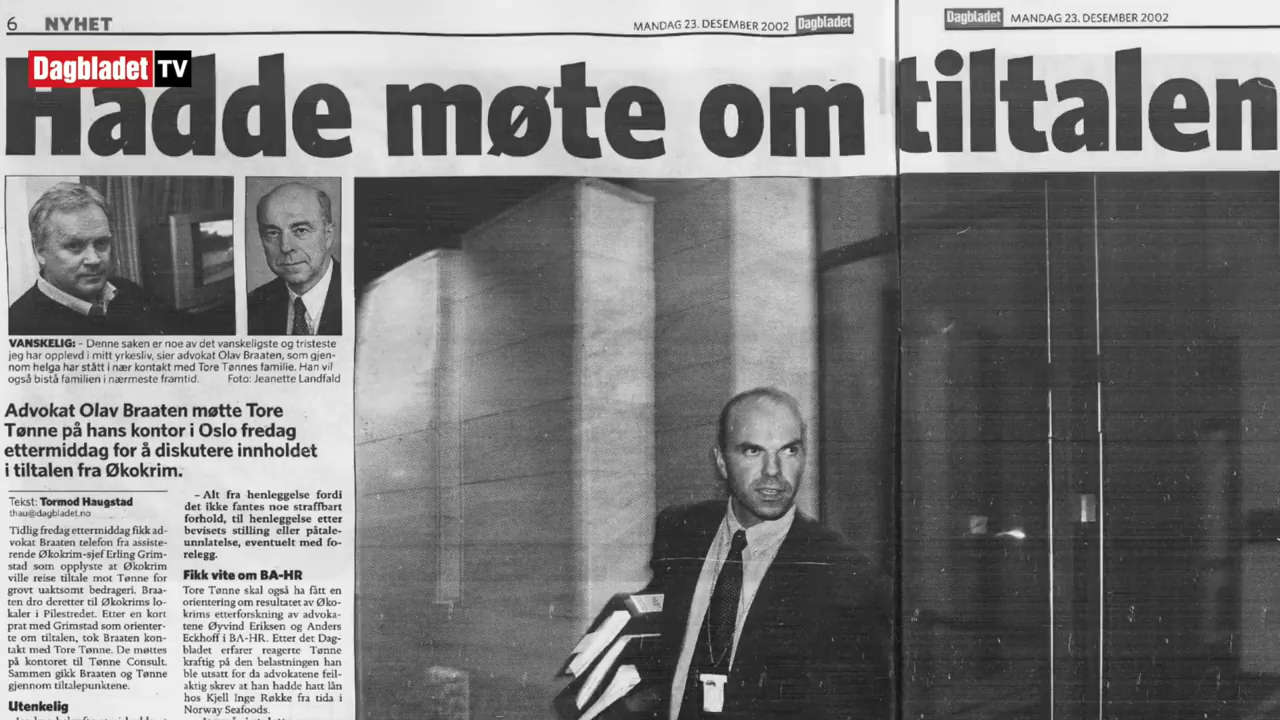 6 NYHET
MANDAG 23. DESEMBER 2002 Dagbladet
Dagbladet MANDAG 23. DESEMBER 2002
Dagbladet TV
Hadde møte om tiltalen
VANSKELIG: - Denne saken er noe av det vanskeligste og tristeste
jeg har opplevd i mitt yrkesliv, sier advokat Olav Braaten, som gjen-
nom helga har stått i nær kontakt med Tore Tønnes familie. Han vil
også bistå familien i nærmeste framtid. Foto: Jeanette Landfald
Advokat Olav Braaten møtte Tore
Tønne på hans kontor i Oslo fredag
ettermiddag for å diskutere innholdet
i tiltalen fra Økokrim.
Tekst: Tormod Haugstad
thau@dagbladet.no
Tidlig fredag ettermiddag fikk ad-
vokat Braaten telefon fra assiste-
rende Økokrim-sjef Erling Grim-
stad som opplyste at Økokrim
ville reise tiltale mot Tønne for
grovt uaktsomt bedrageri. Braa-
ten dro deretter til Økokrims lo-
kaler i Pilestredet. Etter en kort
prat med Grimstad som orienter-
te om tiltalen, tok Braaten kon-
takt med Tore Tønne. De møttes
på kontoret til Tønne Consult.
Sammen gikk Braaten og Tønne
gjennom tiltalepunktene.
Utenkelig
– Alt fra henleggelse fordi
det ikke fantes noe straffbart
forhold, til henleggelse etter
bevisets stilling eller påtale-
unnlatelse, eventuelt med fo-
relegg.
Fikk vite om BA-HR
Tore Tønne skal også ha fått en
orientering om resultatet av Øko-
krims etterforskning av advoka-
tene Øyvind Eriksen og Anders
Eckhoff i BA-HR. Etter det Dag-
bladet erfarer reagerte Tønne
kraftig på den belastningen han
ble utsatt for da advokatene feil-
aktig skrev at han hadde hatt lån
hos Kjell Inge Røkke fra tida i
Norway Seafoods.